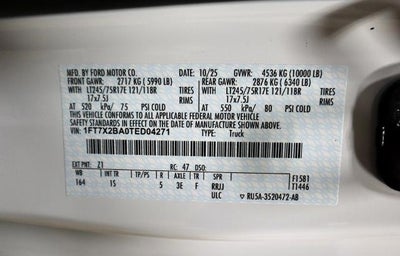 MFD. BY FORD MOTOR CO. 10/25 GVWR: 4536 KG (10000 LB)
FRONT GAWR: 2717 KG (5990 LB) REAR GAWR: 2876 KG (6340 LB)
WITH LT245/75R17E 121/118R TIRES WITH LT245/75R17E 121/118R TIRES
17x7.5J RIMS 17x7.5J RIMS
AT 520 kPa/ 75 PSI COLD AT 550 kPa/ 80 PSI COLD
THIS VEHICLE CONFORMS TO ALL APPLICABLE FEDERAL MOTOR VEHICLE
SAFETY STANDARDS IN EFFECT ON THE DATE OF MANUFACTURE SHOWN ABOVE.
VIN: 1FT7X2BA0TED04271 TYPE: Truck
EXT PNT: Z1 RC: 47 DSO: F1581
WB INT TR TP/PS R AXLE TR SPR T1446
164 1S 5 3E F RRJJ
ULC RU5A-3520472-AB